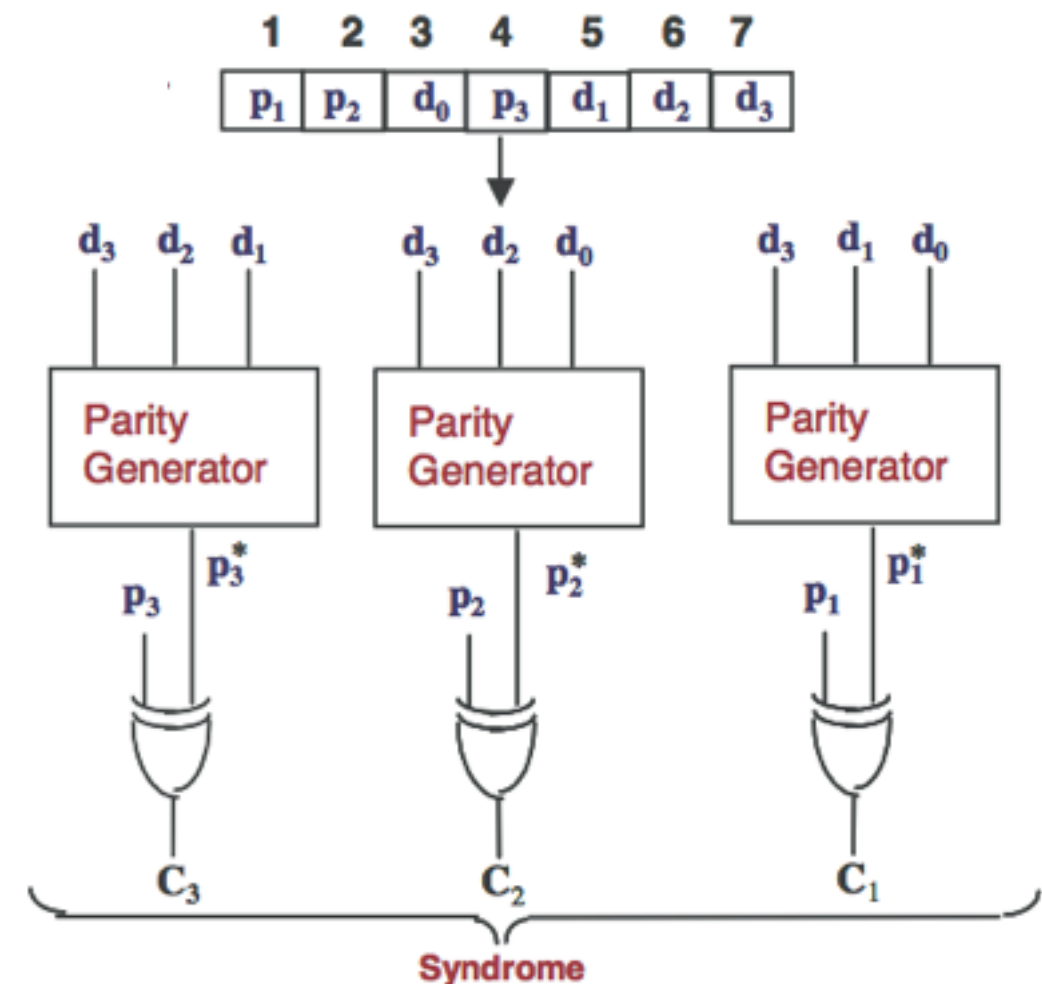 1 2 3 4 5 6 7
p₁ p₂ d₀ p₃ d₁ d₂ d₃
d₃ d₂ d₁ d₃ d₂ d₀ d₃ d₁ d₀
Parity Generator
Parity Generator
Parity Generator
p₃ p₃* p₂ p₂* p₁ p₁*
C₃ C₂ C₁
Syndrome